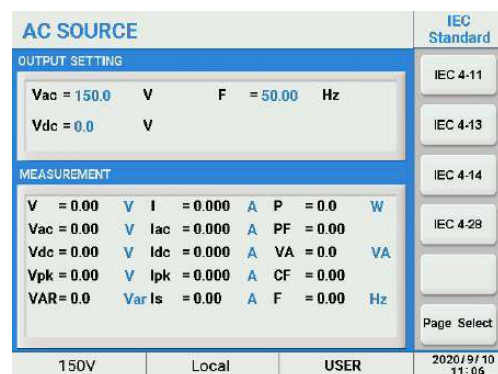 AC SOURCE
IEC Standard
OUTPUT SETTING
Vac = 150.0 V F = 50.00 Hz
Vdc = 0.0 V
MEASUREMENT
V = 0.00 V I = 0.000 A P = 0.0 W
Vac = 0.00 V Iac = 0.000 A PF = 0.00
Vdc = 0.00 V Idc = 0.000 A VA = 0.0 VA
Vpk = 0.00 V Ipk = 0.000 A CF = 0.00
VAR= 0.0 Var Is = 0.00 A F = 0.00 Hz
IEC 4-11
IEC 4-13
IEC 4-14
IEC 4-28
Page Select
150V Local USER
2020/9/10
11:06